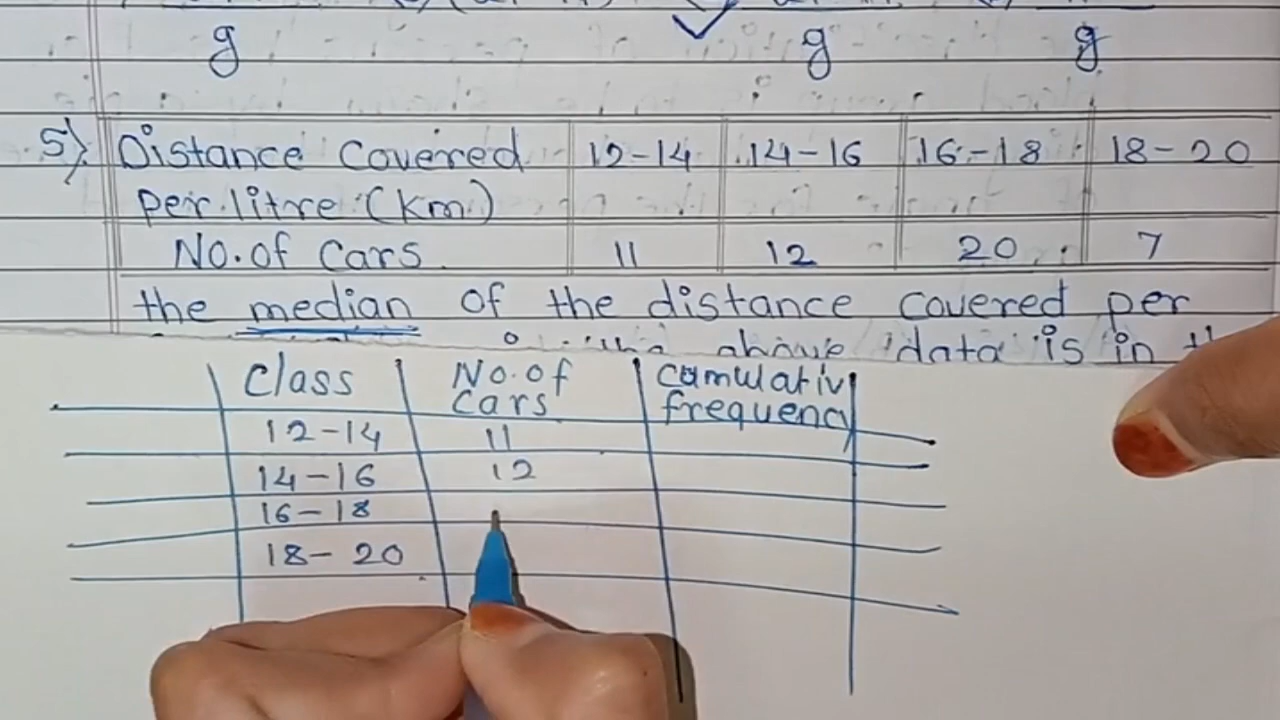 g g g
5) Distance Covered 12-14 14-16 16-18 18-20
per litre (km)
No. of Cars 11 12 20 7
the median of the distance covered per
above data is in
Class No. of Cumulativ
Cars frequency
12-14 11
14-16 12
16-18
18-20